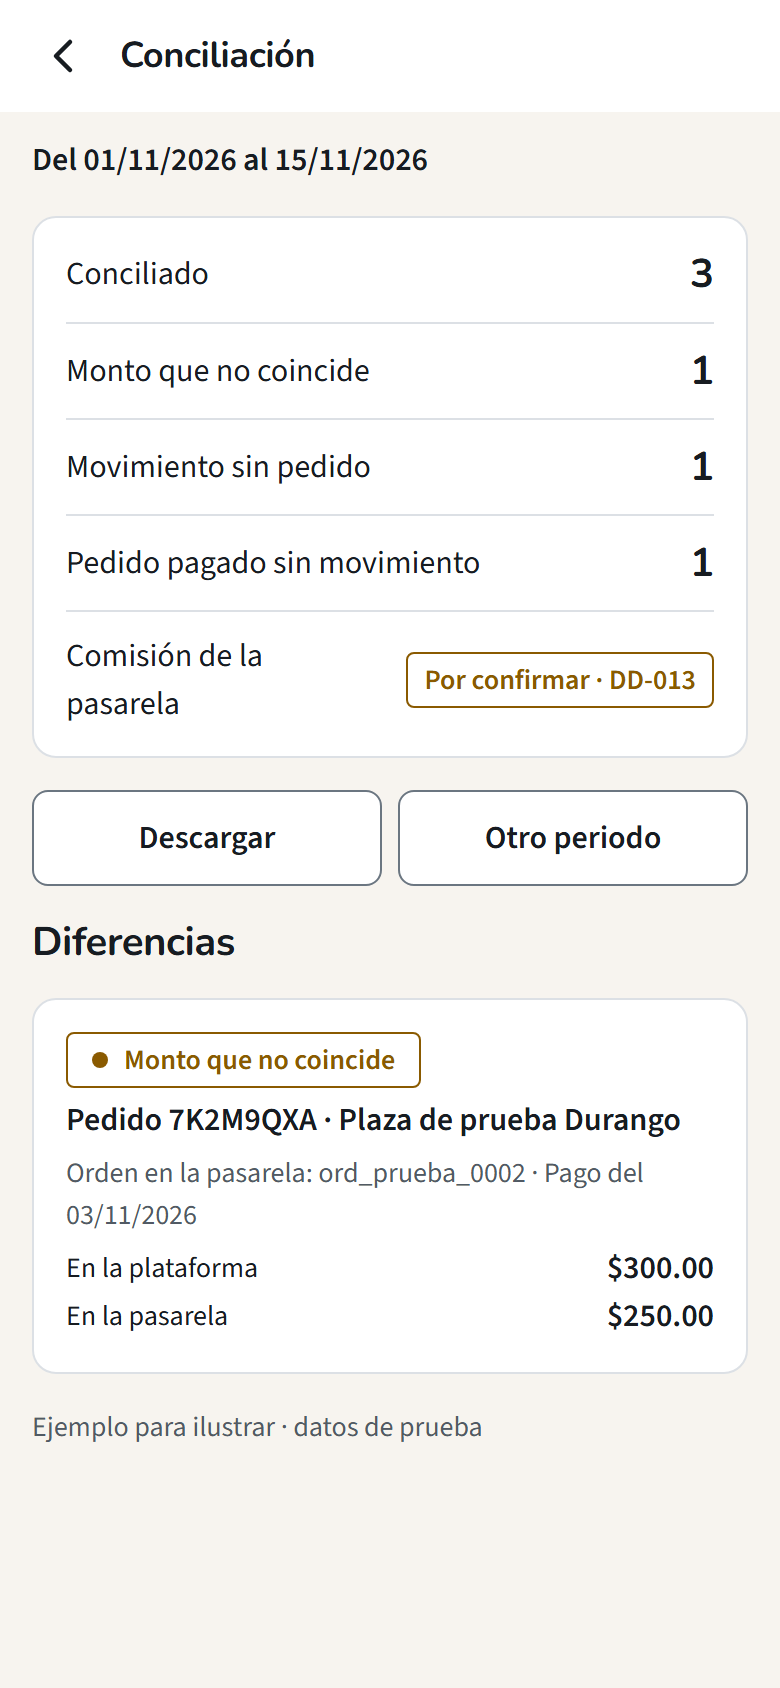 Conciliación
Del 01/11/2026 al 15/11/2026
Conciliado 3
Monto que no coincide 1
Movimiento sin pedido 1
Pedido pagado sin movimiento 1
Comisión de la
pasarela
Por confirmar · DD-013
Descargar
Otro periodo
Diferencias
Monto que no coincide
Pedido 7K2M9QXA · Plaza de prueba Durango
Orden en la pasarela: ord_prueba_0002 · Pago del
03/11/2026
En la plataforma $300.00
En la pasarela $250.00
Ejemplo para ilustrar · datos de prueba